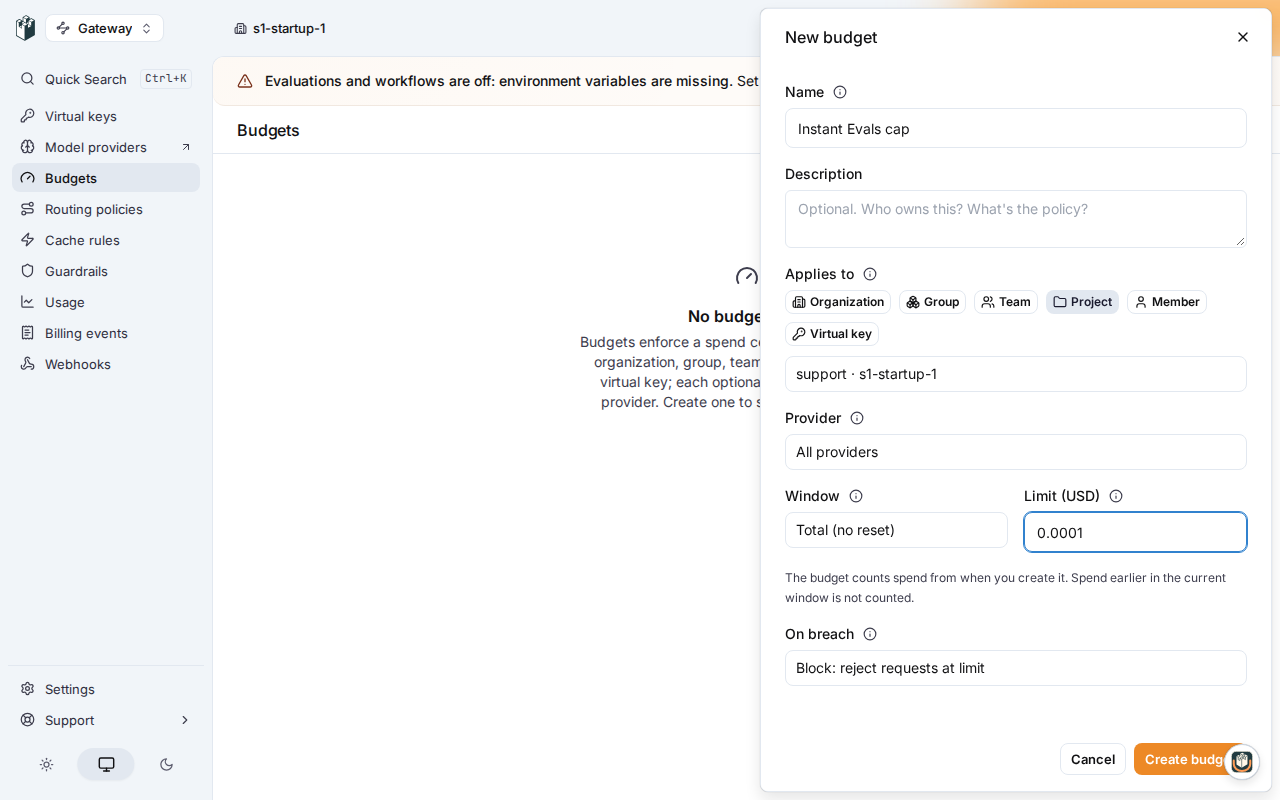 Gateway
s1-startup-1
Quick Search Ctrl+K
Virtual keys
Model providers
Budgets
Routing policies
Cache rules
Guardrails
Usage
Billing events
Webhooks
Settings
Support
Evaluations and workflows are off: environment variables are missing. Set
Budgets
No budge
Budgets enforce a spend c
organization, group, team
virtual key; each optiona
provider. Create one to s
New budget
Name
Instant Evals cap
Description
Optional. Who owns this? What's the policy?
Applies to
Organization Group Team Project Member
Virtual key
support · s1-startup-1
Provider
All providers
Window Limit (USD)
Total (no reset) 0.0001
The budget counts spend from when you create it. Spend earlier in the current
window is not counted.
On breach
Block: reject requests at limit
Cancel Create budg